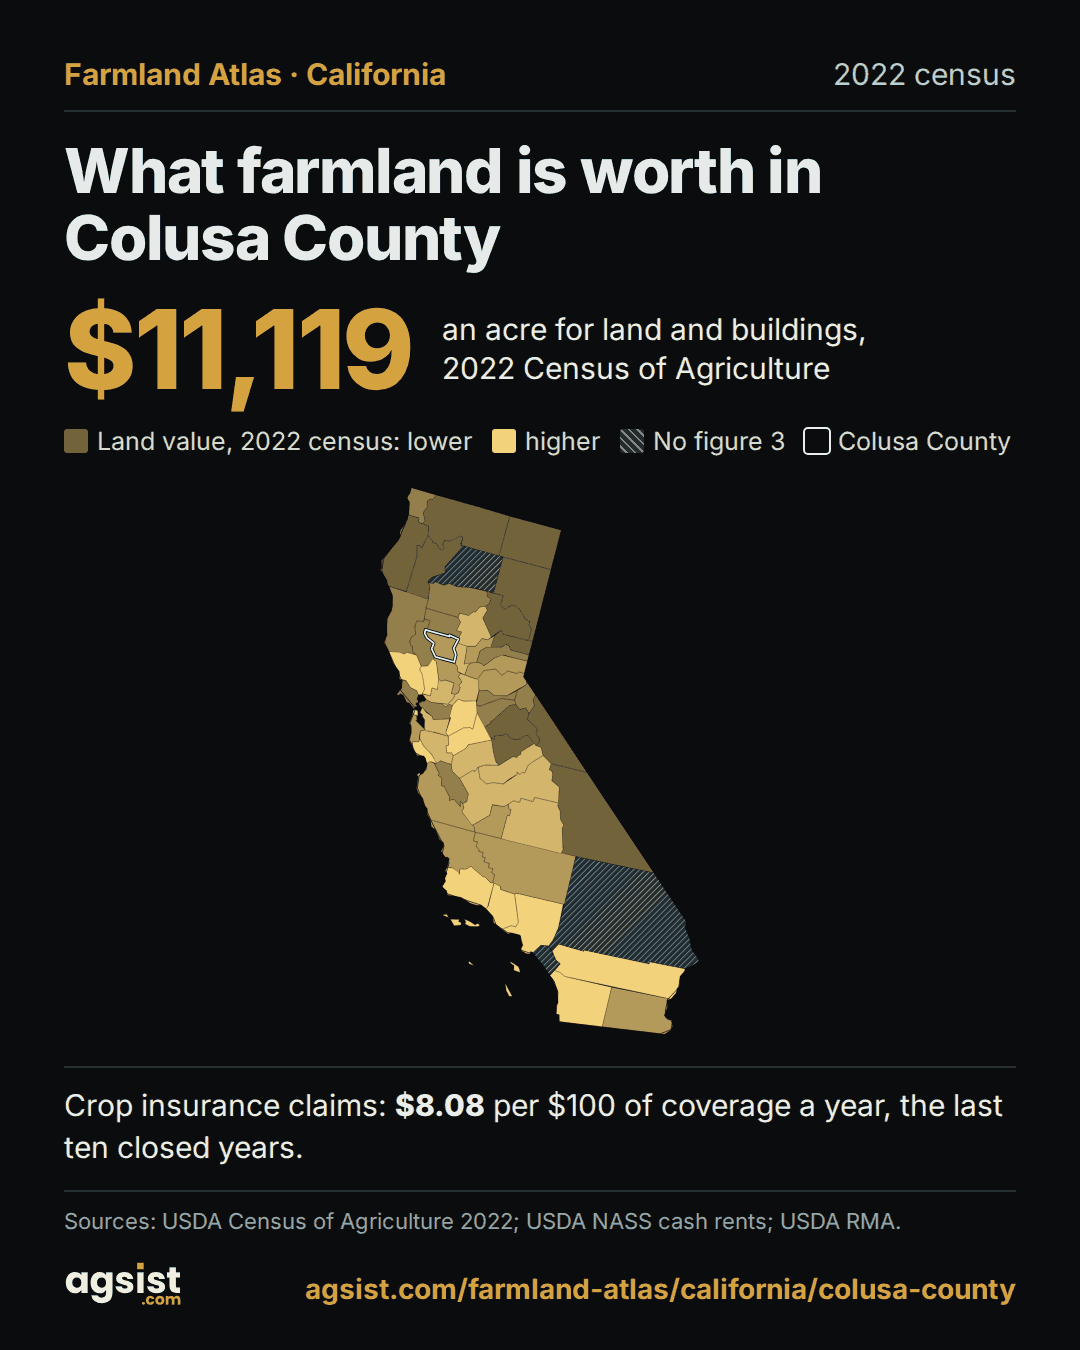 Farmland Atlas · California
2022 census
What farmland is worth in
Colusa County
$11,119
an acre for land and buildings,
2022 Census of Agriculture
Land value, 2022 census: lower
higher
No figure 3
Colusa County
Crop insurance claims: $8.08 per $100 of coverage a year, the last
ten closed years.
Sources: USDA Census of Agriculture 2022; USDA NASS cash rents; USDA RMA.
agsist
.com
agsist.com/farmland-atlas/california/colusa-county